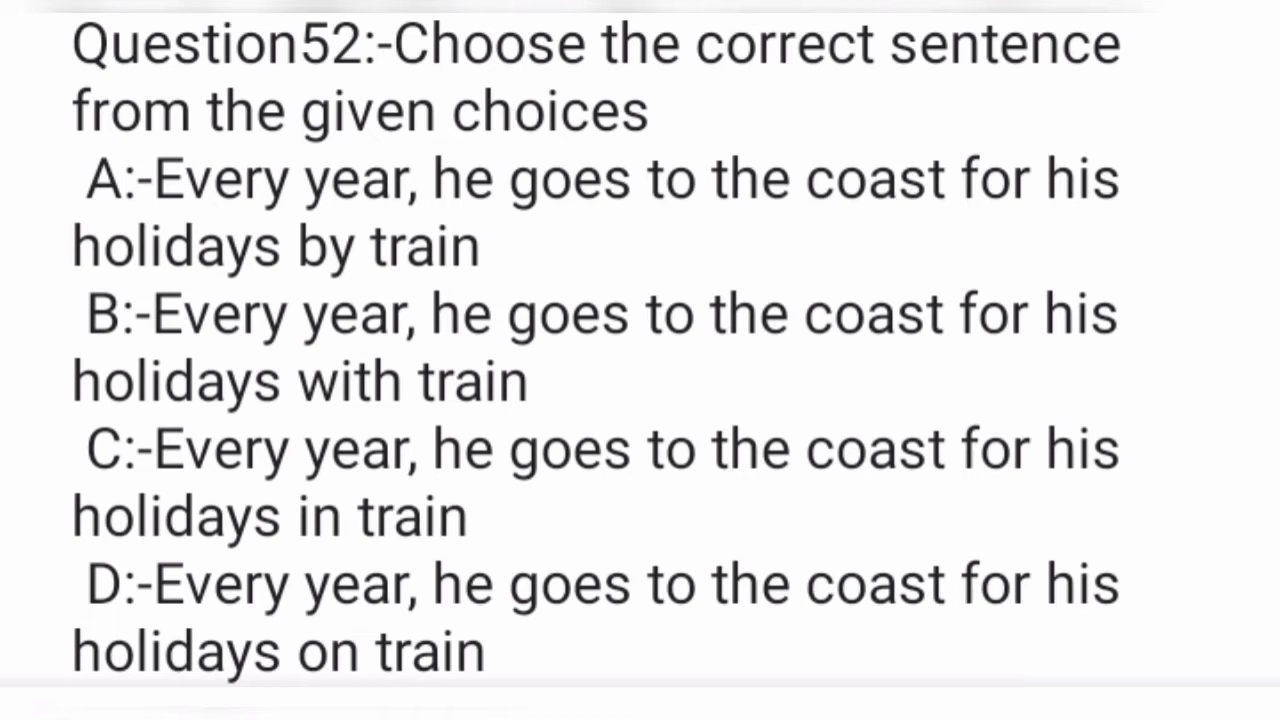 Question52:-Choose the correct sentence
from the given choices
A:-Every year, he goes to the coast for his
holidays by train
B:-Every year, he goes to the coast for his
holidays with train
C:-Every year, he goes to the coast for his
holidays in train
D:-Every year, he goes to the coast for his
holidays on train